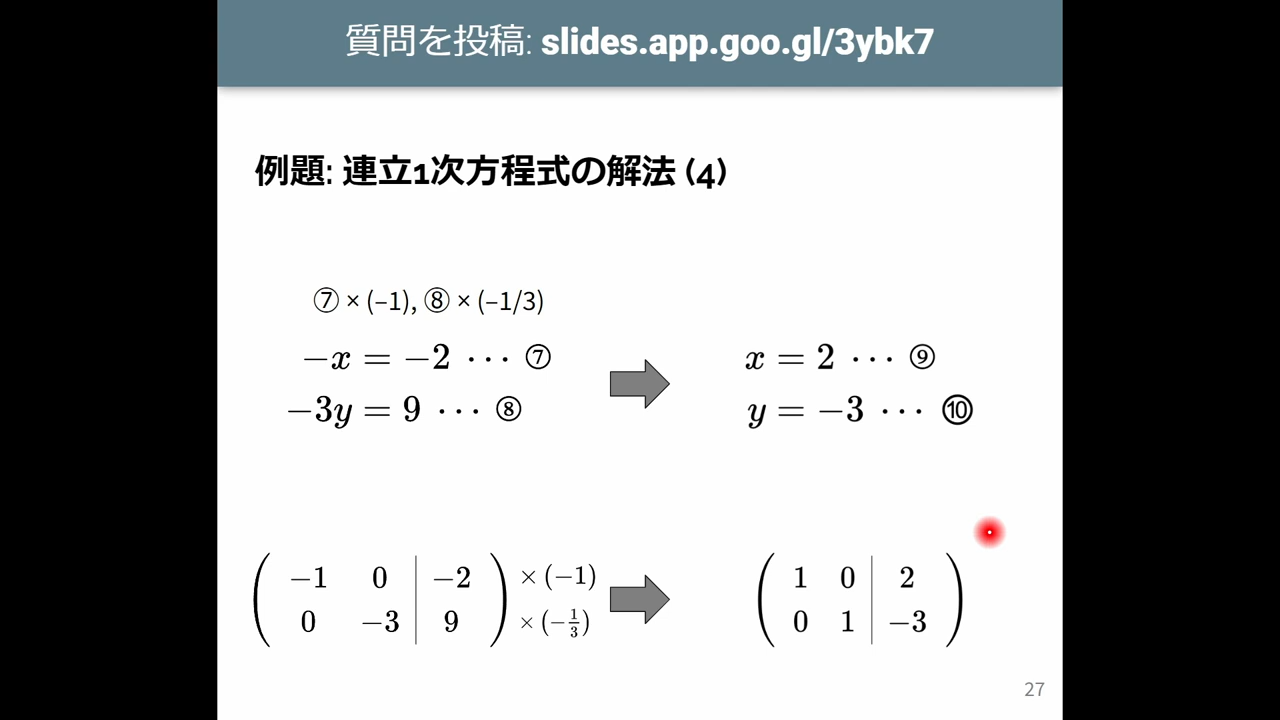 質問を投稿: slides.app.goo.gl/3ybk7
例題: 連立1次方程式の解法 (4)
⑦ × (–1), ⑧ × (–1/3)
−x = −2 ⋯ ⑦
−3y = 9 ⋯ ⑧
x = 2 ⋯ ⑨
y = −3 ⋯ ⑩
( −1 0 | −2 ) × (−1)
( 0 −3 | 9 ) × (−1/3)
( 1 0 | 2 )
( 0 1 | −3 )
27